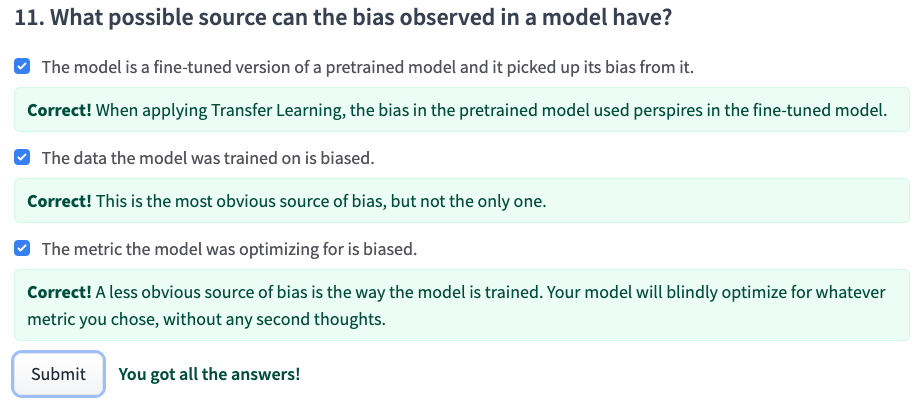 11. What possible source can the bias observed in a model have?
The model is a fine-tuned version of a pretrained model and it picked up its bias from it.
Correct! When applying Transfer Learning, the bias in the pretrained model used perspires in the fine-tuned model.
The data the model was trained on is biased.
Correct! This is the most obvious source of bias, but not the only one.
The metric the model was optimizing for is biased.
Correct! A less obvious source of bias is the way the model is trained. Your model will blindly optimize for whatever
metric you chose, without any second thoughts.
Submit You got all the answers!